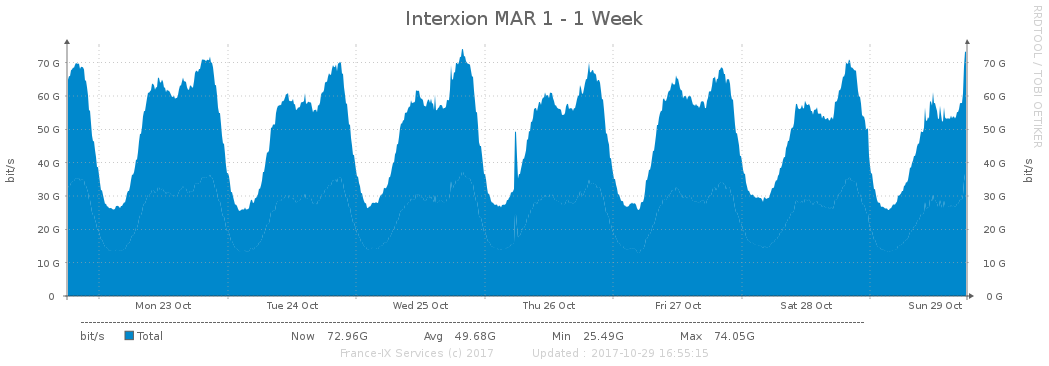 Interxion MAR 1 - 1 Week
RRDTOOL / TOBI OETIKER
bit/s
70 G
60 G
50 G
40 G
30 G
20 G
10 G
0
70 G
60 G
50 G
40 G
30 G
20 G
10 G
0 G
bit/s
Mon 23 Oct Tue 24 Oct Wed 25 Oct Thu 26 Oct Fri 27 Oct Sat 28 Oct Sun 29 Oct
bit/s Total Now 72.96G Avg 49.68G Min 25.49G Max 74.05G
France-IX Services (c) 2017 Updated : 2017-10-29 16:55:15